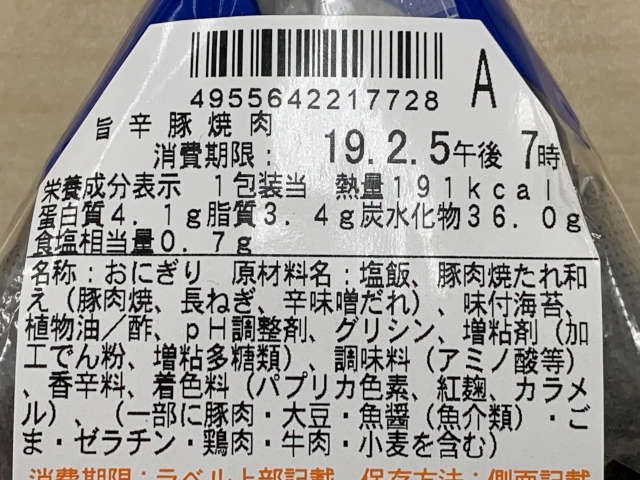 4955642217728 A
旨辛豚焼肉
消費期限: 19.2.5午後 7時
栄養成分表示 1包装当 熱量191kcal
蛋白質4.1g脂質3.4g炭水化物36.0g
食塩相当量0.7g
名称:おにぎり 原材料名:塩飯、豚肉焼たれ和
え(豚肉焼、長ねぎ、辛味噌だれ)、味付海苔、
植物油/酢、pH調整剤、グリシン、増粘剤(加
工でん粉、増粘多糖類)、調味料(アミノ酸等)
、香辛料、着色料(パプリカ色素、紅麹、カラメ
ル)、(一部に豚肉・大豆・魚醤(魚介類)・ご
ま・ゼラチン・鶏肉・牛肉・小麦を含む)
消費期限:ラベル上部記載 保存方法:側面記載